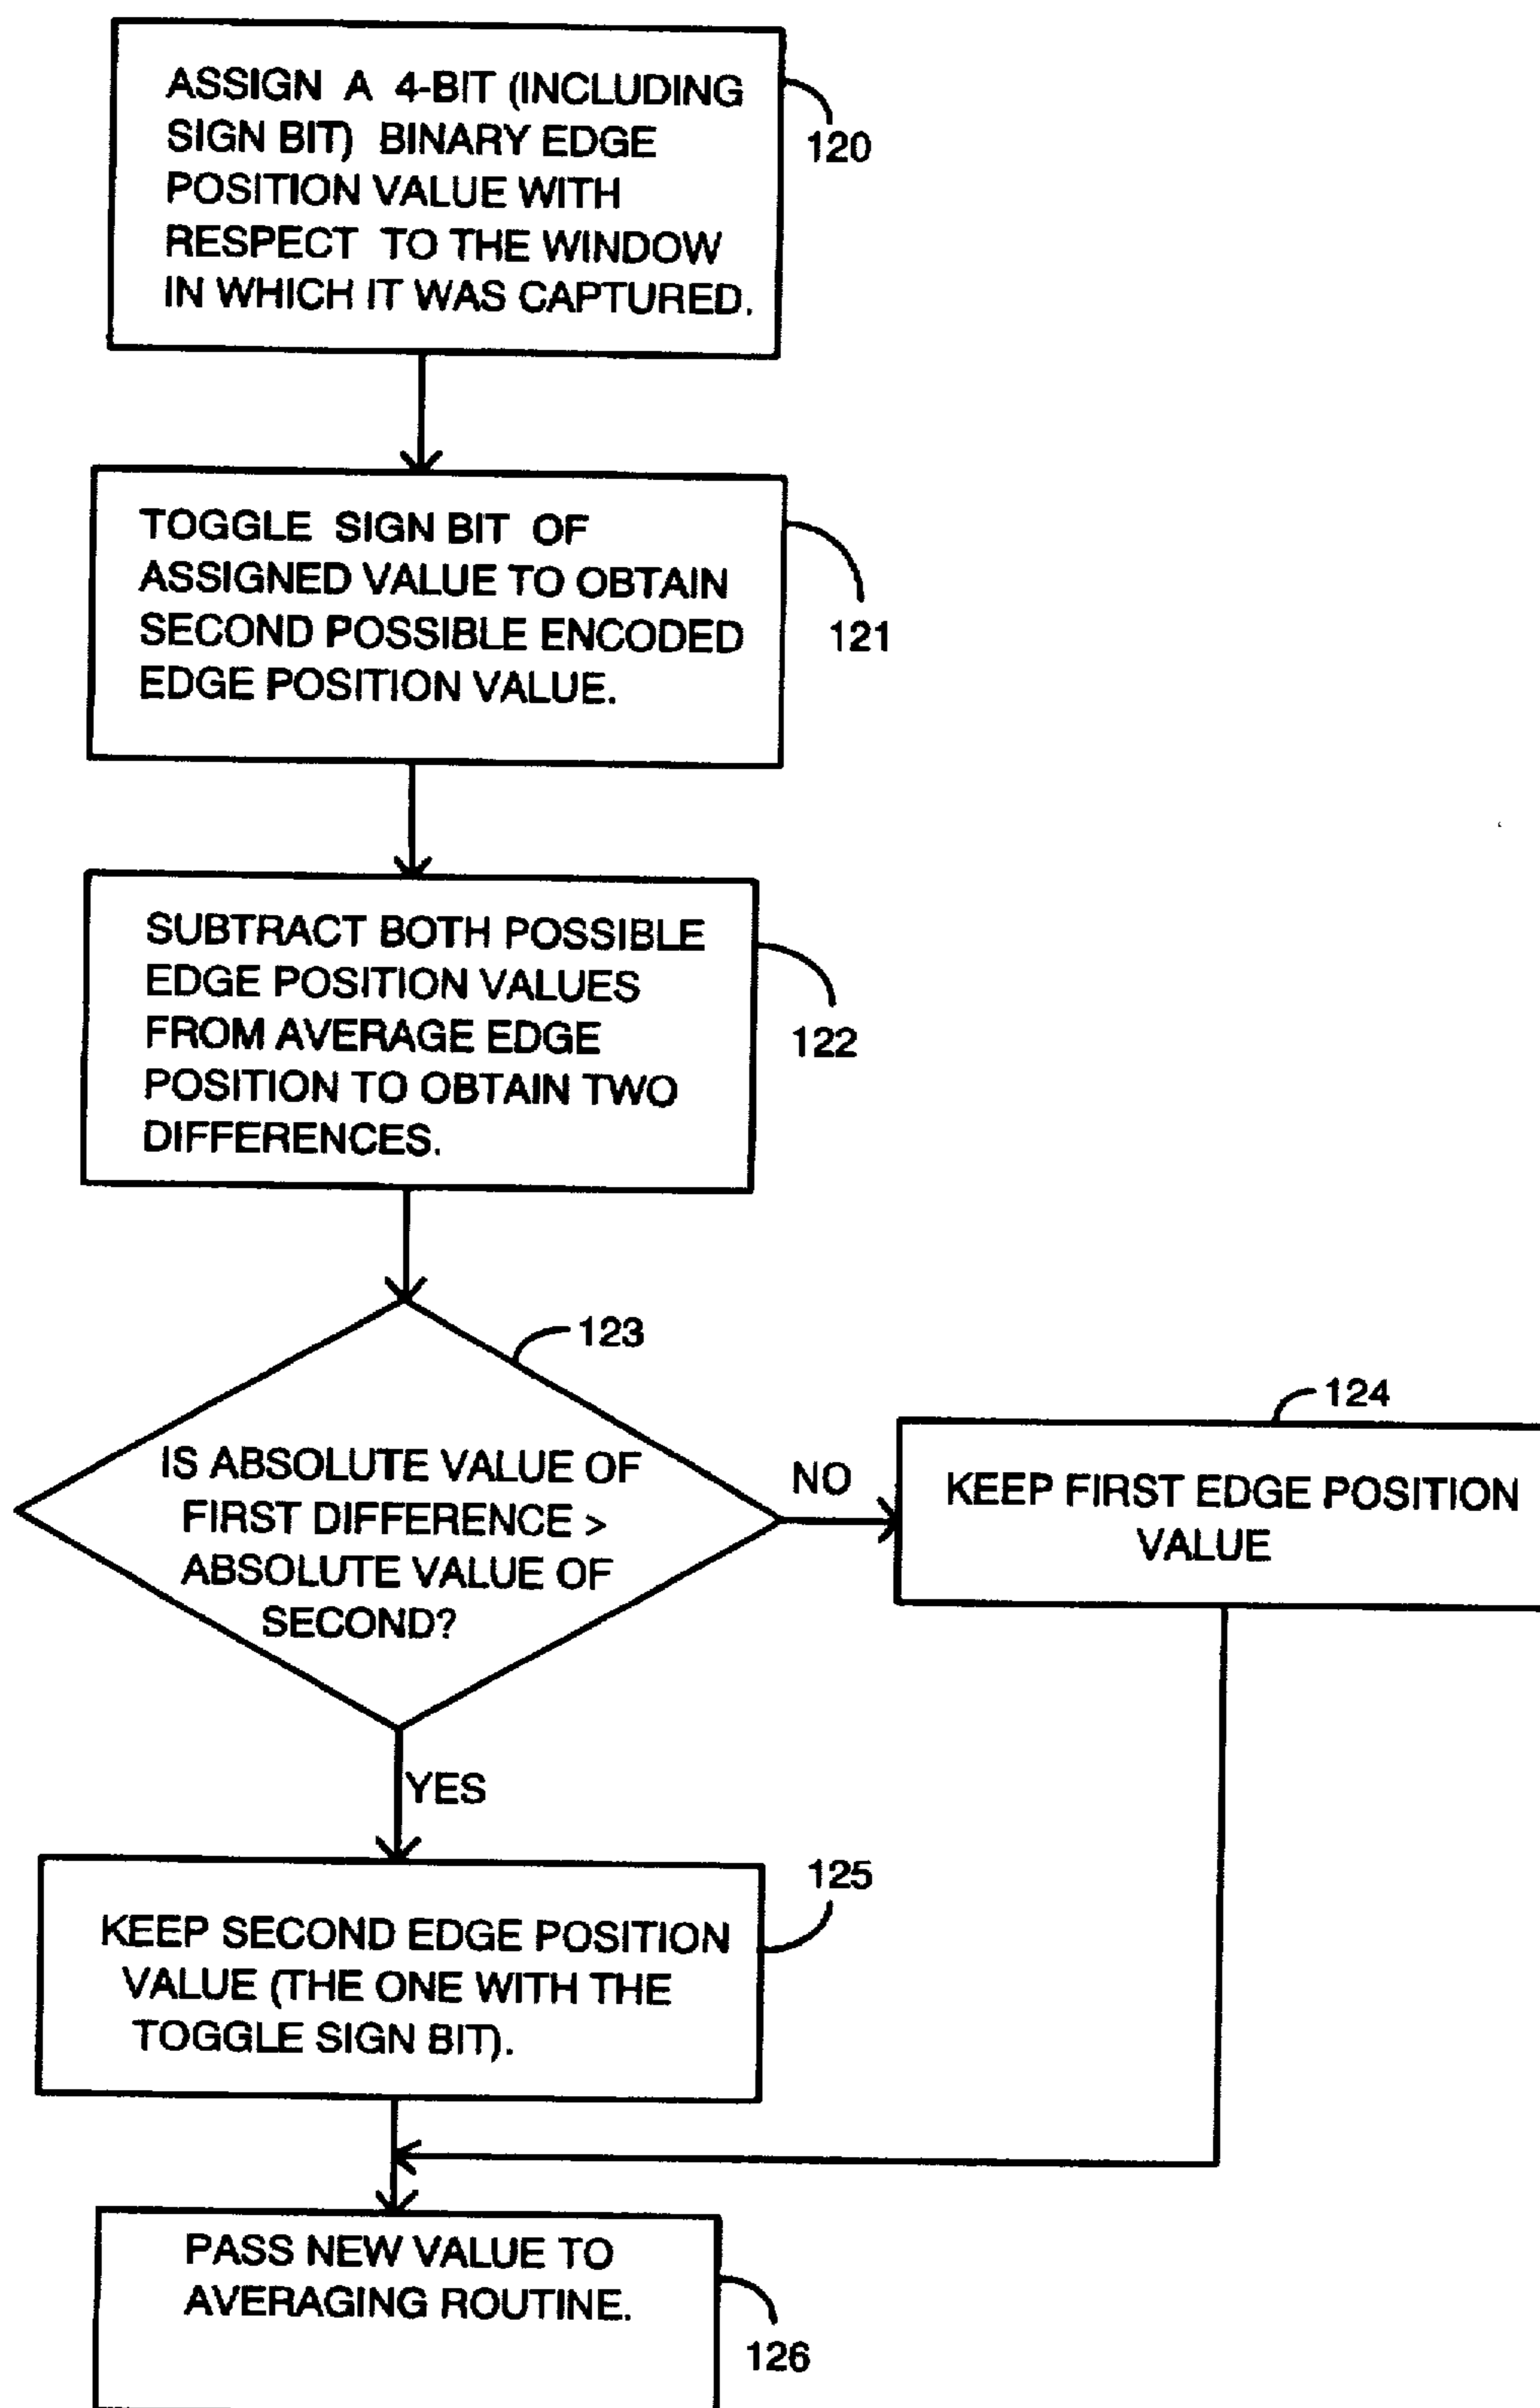 ASSIGN A 4-BIT (INCLUDING
SIGN BIT) BINARY EDGE
POSITION VALUE WITH
RESPECT TO THE WINDOW
IN WHICH IT WAS CAPTURED.
120
TOGGLE SIGN BIT OF
ASSIGNED VALUE TO OBTAIN
SECOND POSSIBLE ENCODED
EDGE POSITION VALUE.
121
SUBTRACT BOTH POSSIBLE
EDGE POSITION VALUES
FROM AVERAGE EDGE
POSITION TO OBTAIN TWO
DIFFERENCES.
122
123
IS ABSOLUTE VALUE OF
FIRST DIFFERENCE >
ABSOLUTE VALUE OF
SECOND?
NO
124
KEEP FIRST EDGE POSITION
VALUE
YES
125
KEEP SECOND EDGE POSITION
VALUE (THE ONE WITH THE
TOGGLE SIGN BIT).
PASS NEW VALUE TO
AVERAGING ROUTINE.
126